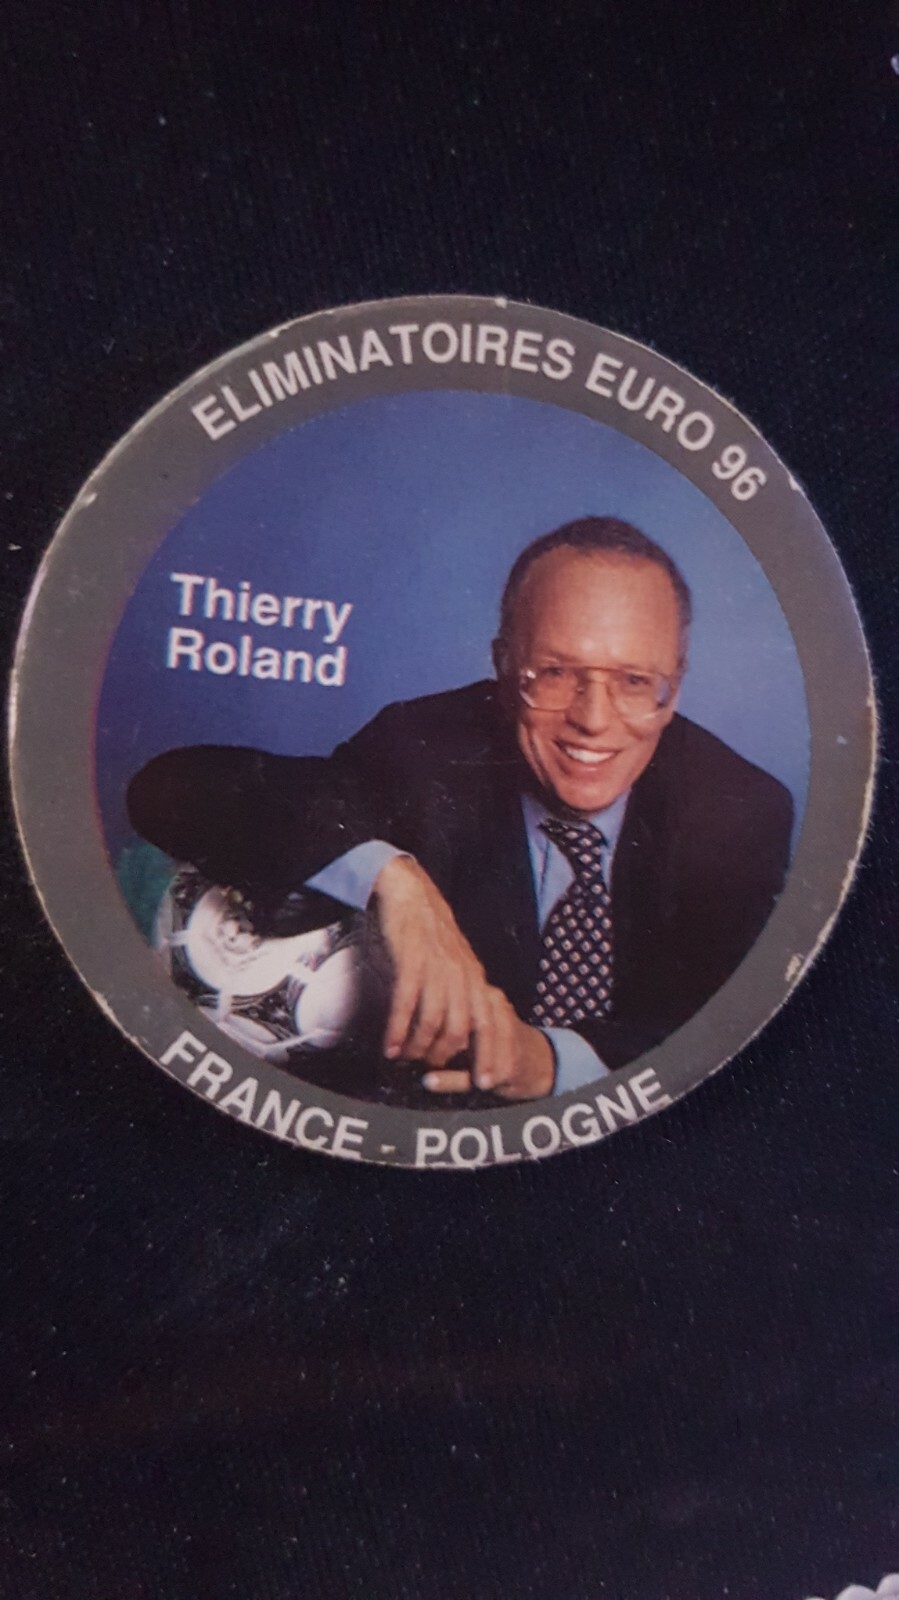 ELIMINATOIRES EURO 96
Thierry
Roland
FRANCE - POLOGNE